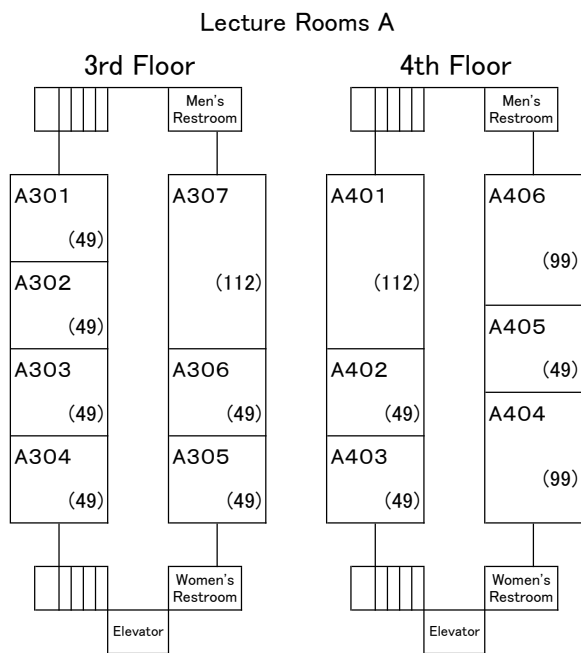 Lecture Rooms A
3rd Floor
Men's
Restroom
A301
(49)
A302
(49)
A303
(49)
A304
(49)
A307
(112)
A306
(49)
A305
(49)
Women's
Restroom
Elevator
4th Floor
Men's
Restroom
A401
(112)
A402
(49)
A403
(49)
A406
(99)
A405
(49)
A404
(99)
Women's
Restroom
Elevator